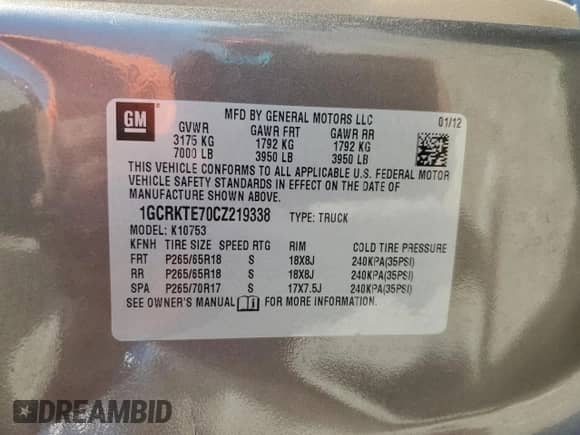 GM
MFD BY GENERAL MOTORS LLC 01/12
GVWR GAWR FRT GAWR RR
3175 KG 1792 KG 1792 KG
7000 LB 3950 LB 3950 LB
THIS VEHICLE CONFORMS TO ALL APPLICABLE U.S. FEDERAL MOTOR
VEHICLE SAFETY STANDARDS IN EFFECT ON THE DATE OF
MANUFACTURE SHOWN ABOVE.
1GCRKTE70CZ219338 TYPE: TRUCK
MODEL: K10753
KFNH TIRE SIZE SPEED RTG RIM COLD TIRE PRESSURE
FRT P265/65R18 S 18X8J 240KPA(35PSI)
RR P265/65R18 S 18X8J 240KPA(35PSI)
SPA P265/70R17 S 17X7.5J 240KPA(35PSI)
SEE OWNER'S MANUAL FOR MORE INFORMATION.
DREAMBID